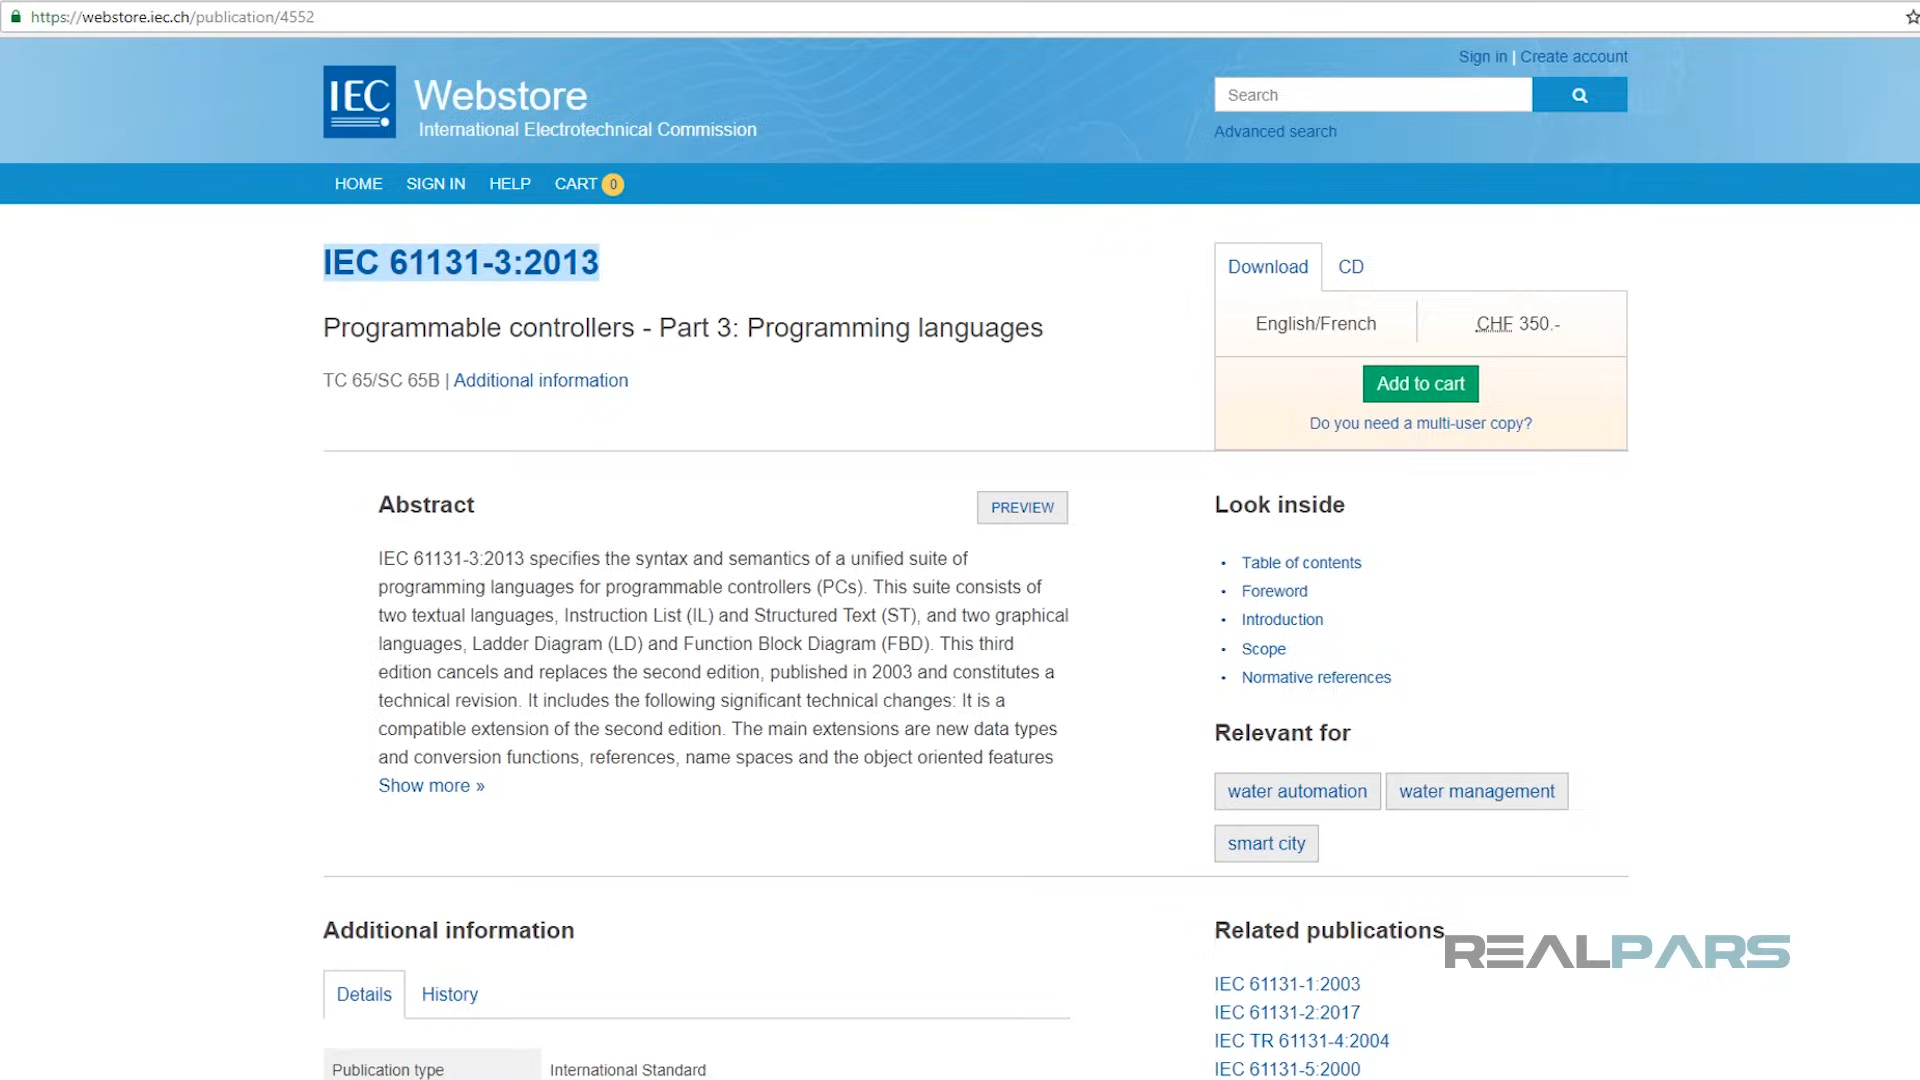 https://webstore.iec.ch/publication/4552
Sign in | Create account
IEC
Webstore
International Electrotechnical Commission
Search
Advanced search
HOME SIGN IN HELP CART 0
IEC 61131-3:2013
Programmable controllers - Part 3: Programming languages
TC 65/SC 65B | Additional information
Download CD
English/French CHF 350.-
Add to cart
Do you need a multi-user copy?
Abstract
PREVIEW
IEC 61131-3:2013 specifies the syntax and semantics of a unified suite of
programming languages for programmable controllers (PCs). This suite consists of
two textual languages, Instruction List (IL) and Structured Text (ST), and two graphical
languages, Ladder Diagram (LD) and Function Block Diagram (FBD). This third
edition cancels and replaces the second edition, published in 2003 and constitutes a
technical revision. It includes the following significant technical changes: It is a
compatible extension of the second edition. The main extensions are new data types
and conversion functions, references, name spaces and the object oriented features
Show more »
Look inside
• Table of contents
• Foreword
• Introduction
• Scope
• Normative references
Relevant for
water automation water management
smart city
Additional information
Details History
Publication type International Standard
Related publications
REALPARS
IEC 61131-1:2003
IEC 61131-2:2017
IEC TR 61131-4:2004
IEC 61131-5:2000